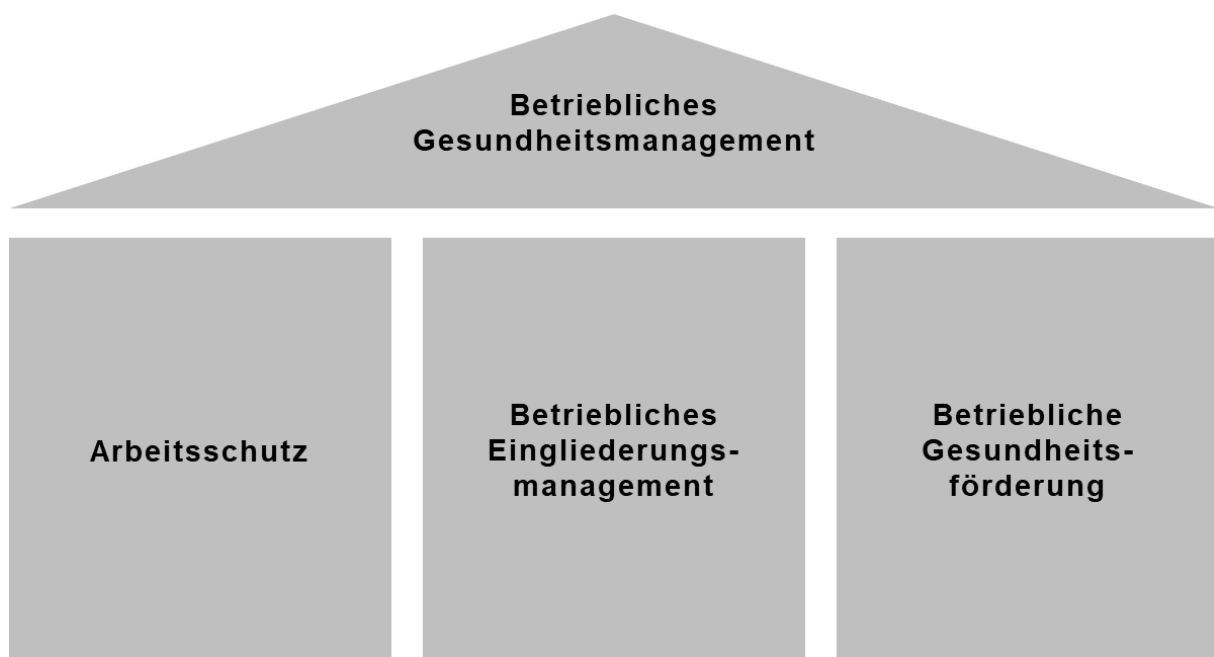 Betriebliches
Gesundheitsmanagement
Arbeitsschutz
Betriebliches
Eingliederungs-
management
Betriebliche
Gesundheits-
förderung